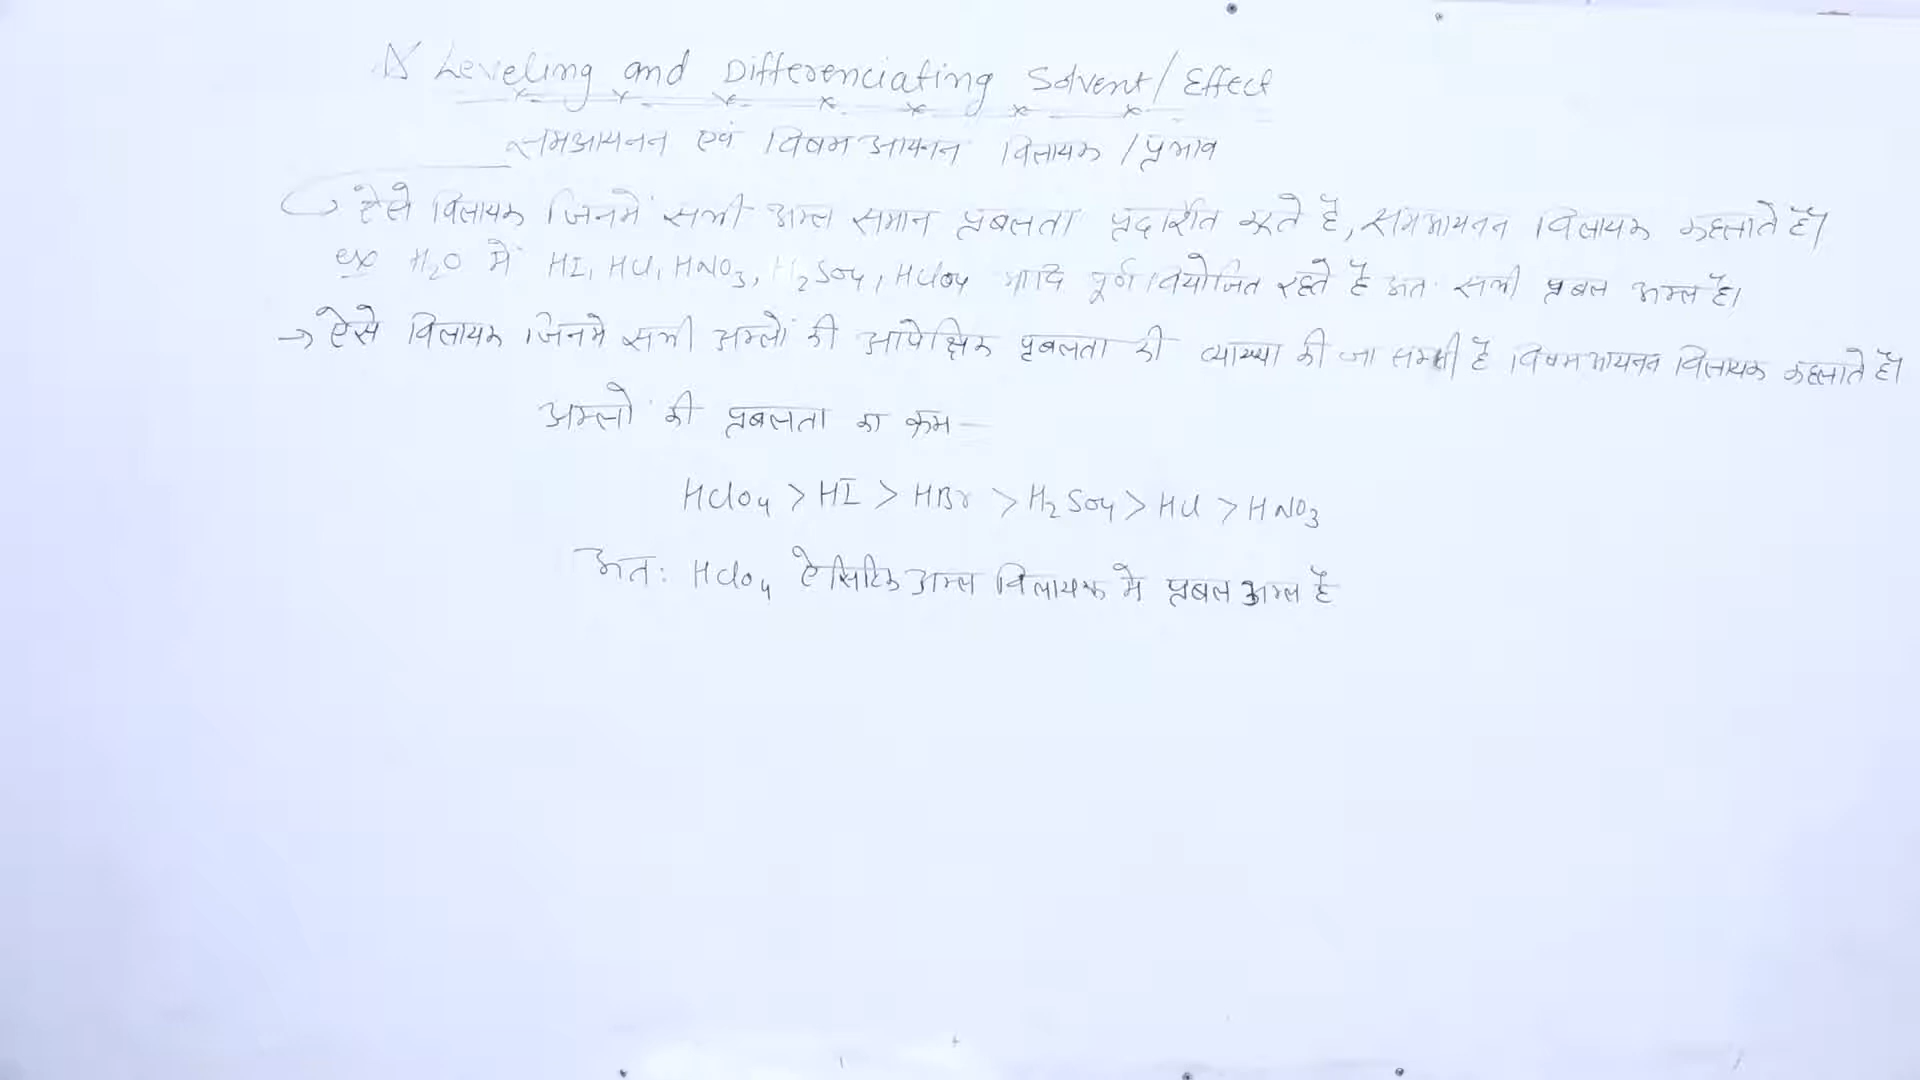 Leveling and Differenciating Solvent/Effect
समआयनन एवं विषमआयनन विलायक / प्रभाव
ऐसे विलायक जिनमें सभी अम्ल समान प्रबलता प्रदर्शित करते है, समआयनन विलायक कहलाते है।
ex H₂O में HI, HCl, HNO₃, H₂SO₄, HClO₄ आदि पूर्ण वियोजित रहते है अतः सभी प्रबल अम्ल है।
→ ऐसे विलायक जिनमे सभी अम्लों की आपेक्षिक प्रबलता की व्याख्या की जा सकती है विषमआयनन विलायक कहलाते है।
अम्लों की प्रबलता का क्रम -
HClO₄ > HI > HBr > H₂SO₄ > HCl > HNO₃
अतः HClO₄ ऐसिटिक अम्ल विलायक मे प्रबल अम्ल है